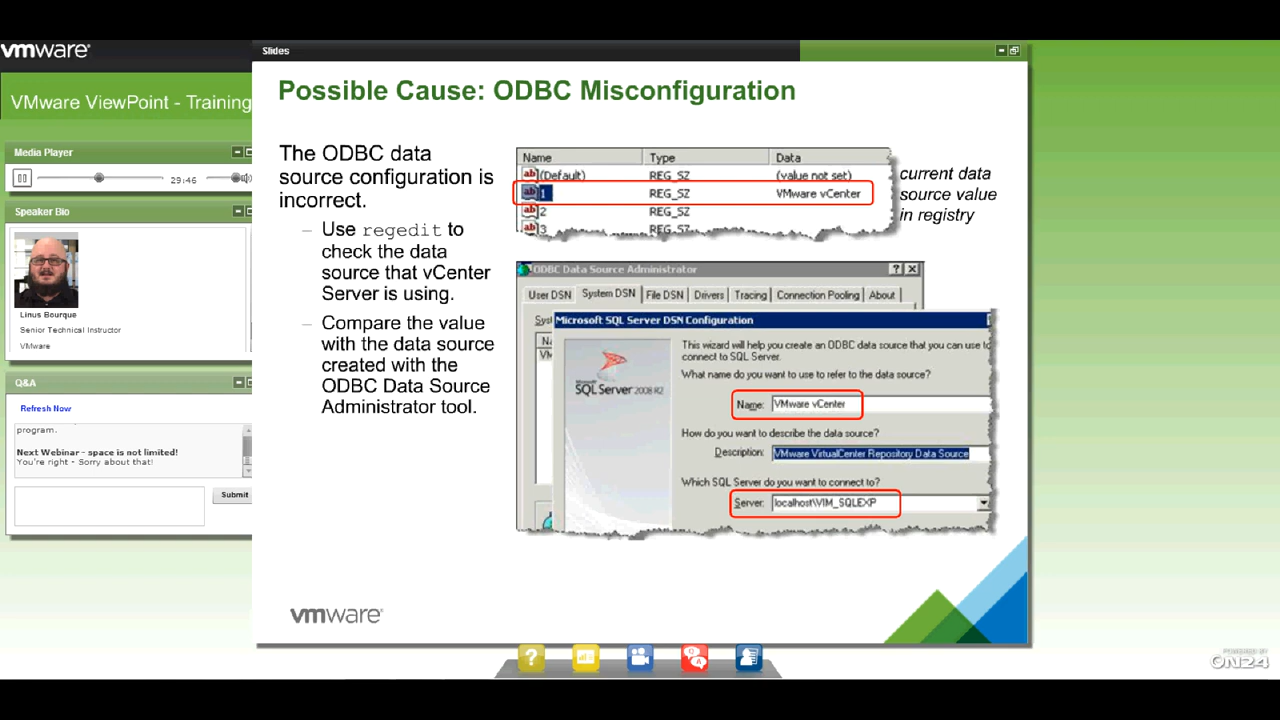 vmware
Slides
VMware ViewPoint - Training
Media Player
29:46
Speaker Bio
Linus Bourque
Senior Technical Instructor
VMware
Q&A
Refresh Now
program.
Next Webinar - space is not limited!
You're right - Sorry about that!
Submit
Possible Cause: ODBC Misconfiguration
The ODBC data
source configuration is
incorrect.
– Use regedit to
check the data
source that vCenter
Server is using.
– Compare the value
with the data source
created with the
ODBC Data Source
Administrator tool.
Name Type Data
ab (Default) REG_SZ (value not set)
ab 1 REG_SZ VMware vCenter
ab 2 REG_SZ
ab 3 REG_SZ
current data
source value
in registry
ODBC Data Source Administrator
User DSN System DSN File DSN Drivers Tracing Connection Pooling About
Microsoft SQL Server DSN Configuration
This wizard will help you create an ODBC data source that you can use to
connect to SQL Server.
What name do you want to use to refer to the data source?
SQL Server 2008 R2
Name: VMware vCenter
How do you want to describe the data source?
Description: VMware VirtualCenter Repository Data Source
Which SQL Server do you want to connect to?
Server: localhost\VIM_SQLEXP
vmware
POWERED BY
ON24